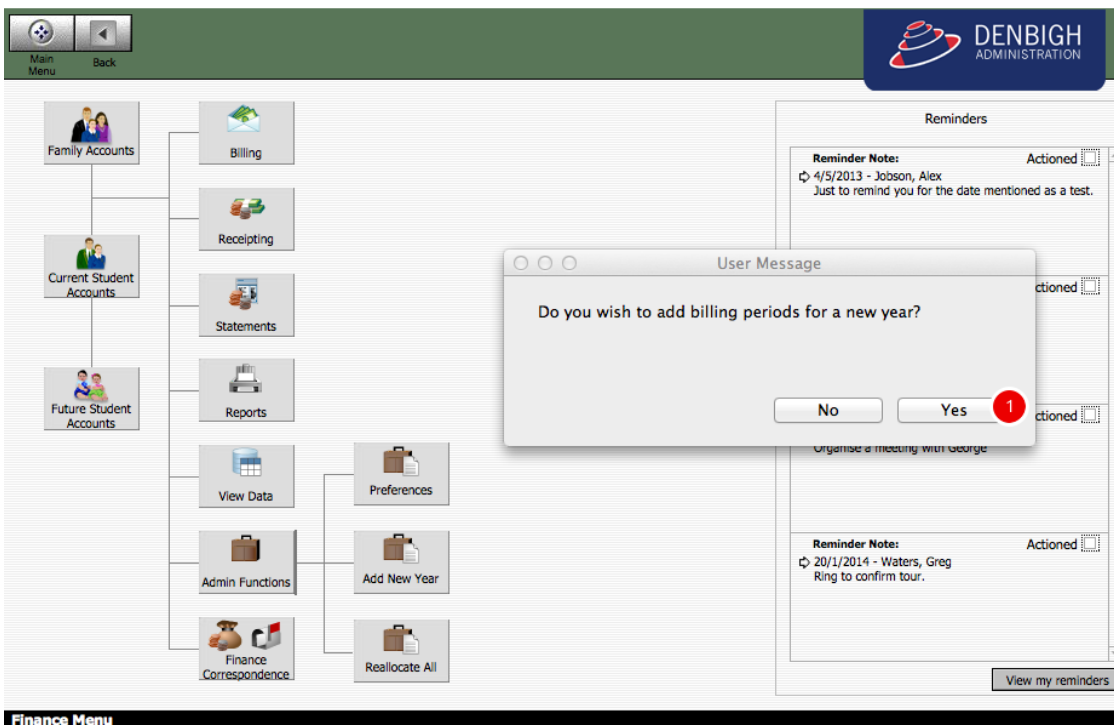 Main
Menu
Back
DENBIGH
ADMINISTRATION
Family Accounts
Billing
Receipting
Current Student
Accounts
Statements
Future Student
Accounts
Reports
View Data
Preferences
Admin Functions
Add New Year
Finance
Correspondence
Reallocate All
User Message
Do you wish to add billing periods for a new year?
No
Yes
1
Reminders
Reminder Note: Actioned
4/5/2013 - Jobson, Alex
Just to remind you for the date mentioned as a test.
ctioned
ctioned
Organise a meeting with George
Reminder Note: Actioned
20/1/2014 - Waters, Greg
Ring to confirm tour.
View my reminders
Finance Menu